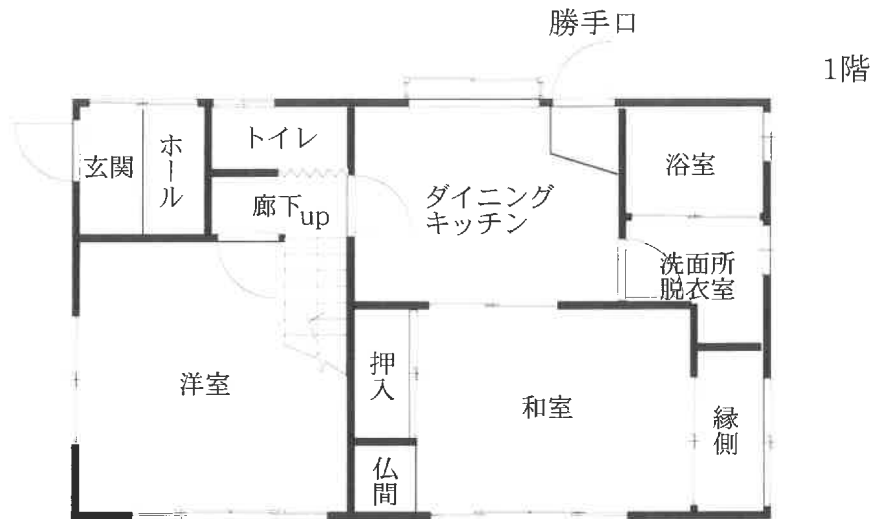 勝手口
1階
トイレ
玄関
ホール
廊下
up
ダイニング
キッチン
浴室
洗面所
脱衣室
洋室
押入
仏間
和室
縁側